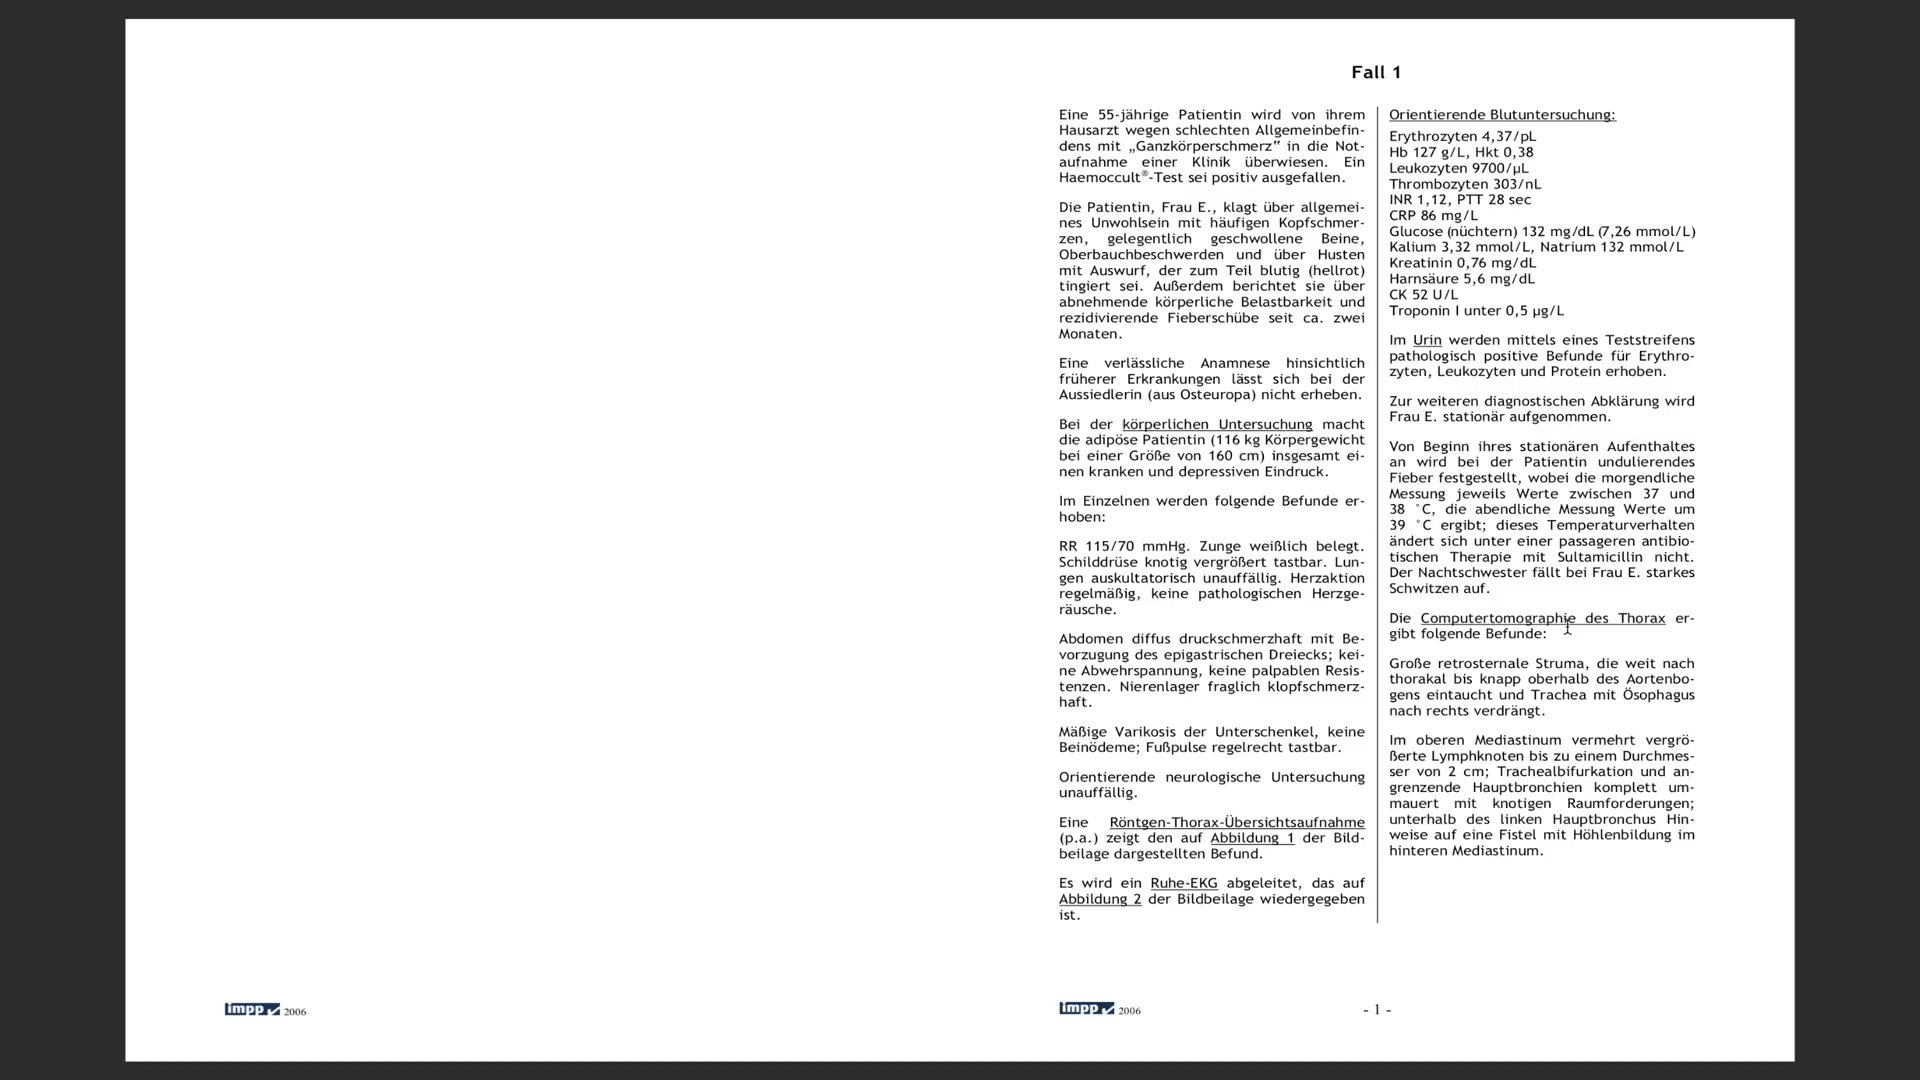 Fall 1
Eine 55-jährige Patientin wird von ihrem
Hausarzt wegen schlechten Allgemeinbefin-
dens mit „Ganzkörperschmerz“ in die Not-
aufnahme einer Klinik überwiesen. Ein
Haemoccult®-Test sei positiv ausgefallen.
Die Patientin, Frau E., klagt über allgemei-
nes Unwohlsein mit häufigen Kopfschmer-
zen, gelegentlich geschwollene Beine,
Oberbauchbeschwerden und über Husten
mit Auswurf, der zum Teil blutig (hellrot)
tingiert sei. Außerdem berichtet sie über
abnehmende körperliche Belastbarkeit und
rezidivierende Fieberschübe seit ca. zwei
Monaten.
Eine verlässliche Anamnese hinsichtlich
früherer Erkrankungen lässt sich bei der
Aussiedlerin (aus Osteuropa) nicht erheben.
Bei der körperlichen Untersuchung macht
die adipöse Patientin (116 kg Körpergewicht
bei einer Größe von 160 cm) insgesamt ei-
nen kranken und depressiven Eindruck.
Im Einzelnen werden folgende Befunde er-
hoben:
RR 115/70 mmHg. Zunge weißlich belegt.
Schilddrüse knotig vergrößert tastbar. Lun-
gen auskultatorisch unauffällig. Herzaktion
regelmäßig, keine pathologischen Herzge-
räusche.
Abdomen diffus druckschmerzhaft mit Be-
vorzugung des epigastrischen Dreiecks; kei-
ne Abwehrspannung, keine palpablen Resis-
tenzen. Nierenlager fraglich klopfschmerz-
haft.
Mäßige Varikosis der Unterschenkel, keine
Beinödeme; Fußpulse regelrecht tastbar.
Orientierende neurologische Untersuchung
unauffällig.
Eine Röntgen-Thorax-Übersichtsaufnahme
(p.a.) zeigt den auf Abbildung 1 der Bild-
beilage dargestellten Befund.
Es wird ein Ruhe-EKG abgeleitet, das auf
Abbildung 2 der Bildbeilage wiedergegeben
ist.
Orientierende Blutuntersuchung:
Erythrozyten 4,37/pL
Hb 127 g/L, Hkt 0,38
Leukozyten 9700/µL
Thrombozyten 303/nL
INR 1,12, PTT 28 sec
CRP 86 mg/L
Glucose (nüchtern) 132 mg/dL (7,26 mmol/L)
Kalium 3,32 mmol/L, Natrium 132 mmol/L
Kreatinin 0,76 mg/dL
Harnsäure 5,6 mg/dL
CK 52 U/L
Troponin I unter 0,5 µg/L
Im Urin werden mittels eines Teststreifens
pathologisch positive Befunde für Erythro-
zyten, Leukozyten und Protein erhoben.
Zur weiteren diagnostischen Abklärung wird
Frau E. stationär aufgenommen.
Von Beginn ihres stationären Aufenthaltes
an wird bei der Patientin undulierendes
Fieber festgestellt, wobei die morgendliche
Messung jeweils Werte zwischen 37 und
38 °C, die abendliche Messung Werte um
39 °C ergibt; dieses Temperaturverhalten
ändert sich unter einer passageren antibio-
tischen Therapie mit Sultamicillin nicht.
Der Nachtschwester fällt bei Frau E. starkes
Schwitzen auf.
Die Computertomographie des Thorax er-
gibt folgende Befunde:
Große retrosternale Struma, die weit nach
thorakal bis knapp oberhalb des Aortenbo-
gens eintaucht und Trachea mit Ösophagus
nach rechts verdrängt.
Im oberen Mediastinum vermehrt vergrö-
ßerte Lymphknoten bis zu einem Durchmes-
ser von 2 cm; Trachealbifurkation und an-
grenzende Hauptbronchien komplett um-
mauert mit knotigen Raumforderungen;
unterhalb des linken Hauptbronchus Hin-
weise auf eine Fistel mit Höhlenbildung im
hinteren Mediastinum.
impp 2006
impp 2006
- 1 -